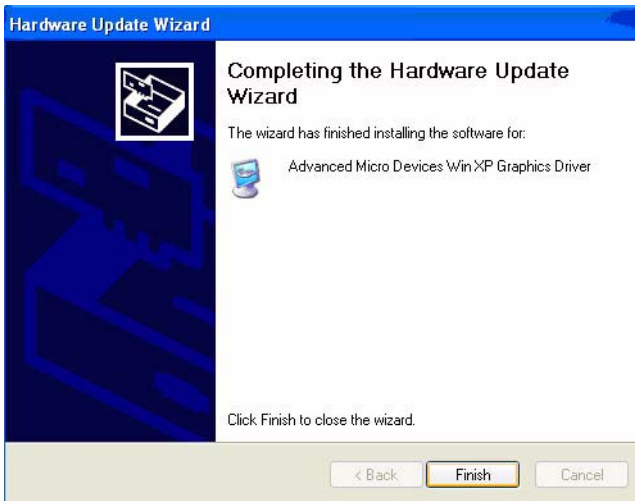 Hardware Update Wizard
Completing the Hardware Update
Wizard
The wizard has finished installing the software for:
Advanced Micro Devices Win XP Graphics Driver
Click Finish to close the wizard.
< Back Finish Cancel